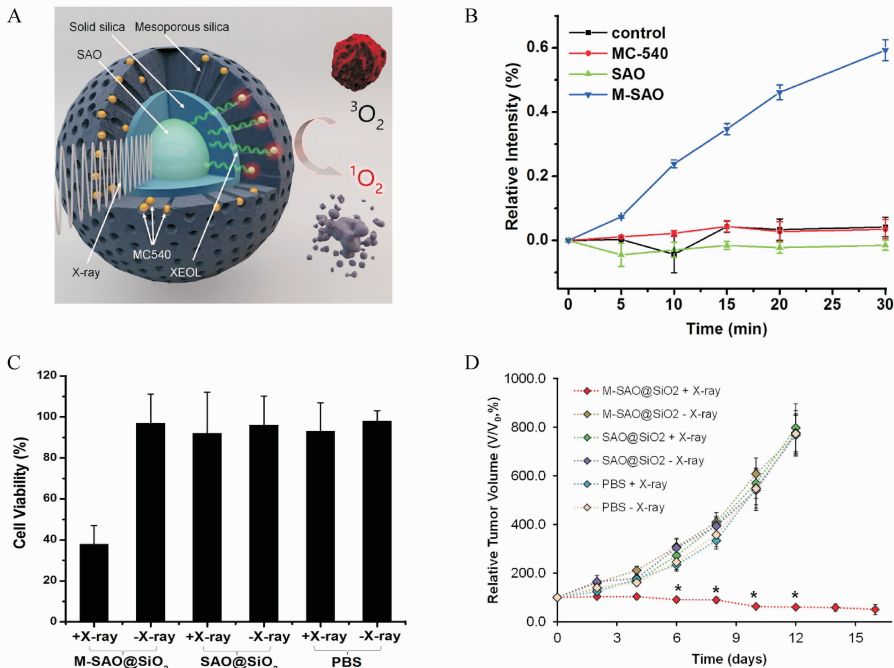 A
Solid silica
Mesoporous silica
SAO
³O₂
¹O₂
X-ray
MC540
XEOL
B
control
MC-540
SAO
M-SAO
Relative Intensity (%)
0.6
0.4
0.2
0.0
0 5 10 15 20 25 30
Time (min)
C
Cell Viability (%)
120
100
80
60
40
20
0
+X-ray -X-ray +X-ray -X-ray +X-ray -X-ray
M-SAO@SiO₂ SAO@SiO₂ PBS
D
Relative Tumor Volume (V/V₀,%)
1000.0
800.0
600.0
400.0
200.0
0.0
M-SAO@SiO2 + X-ray
M-SAO@SiO2 - X-ray
SAO@SiO2 + X-ray
SAO@SiO2 - X-ray
PBS + X-ray
PBS - X-ray
* * * *
0 3 6 9 12 15
Time (days)